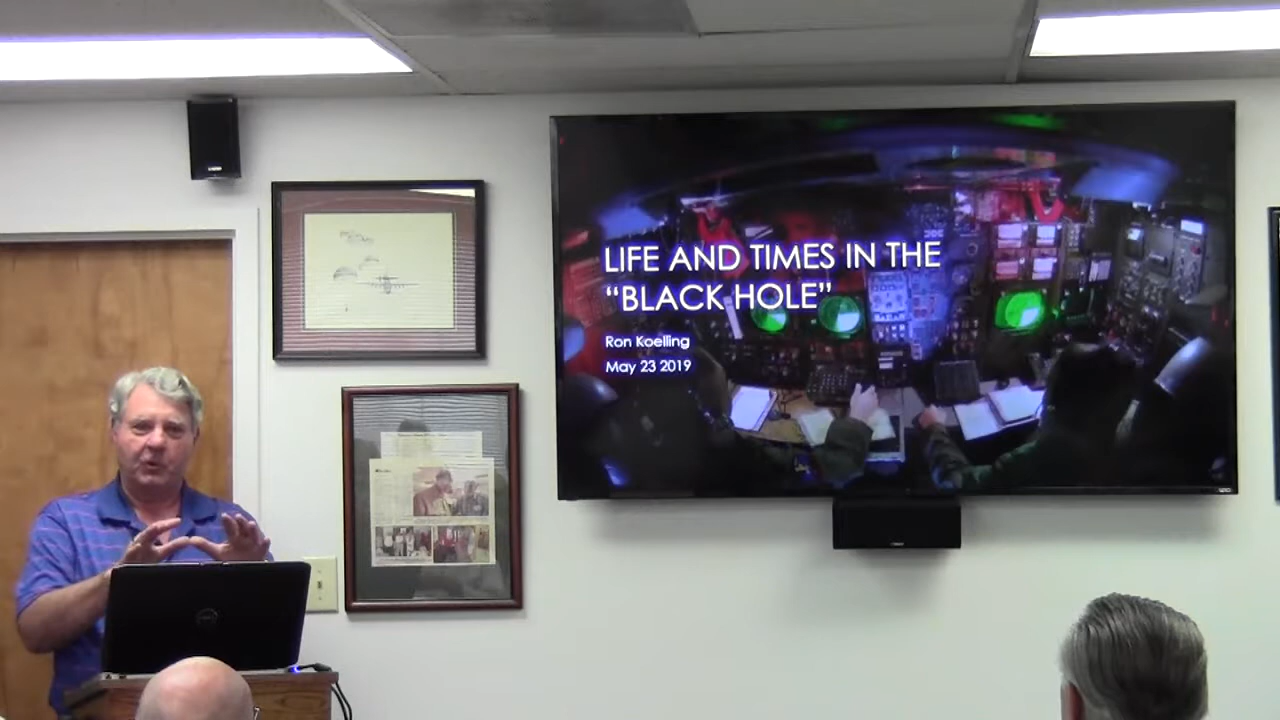 LIFE AND TIMES IN THE
“BLACK HOLE”
Ron Koelling
May 23 2019